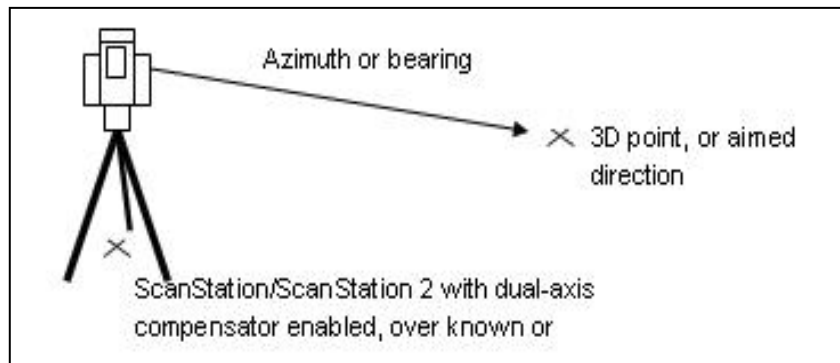 Azimuth or bearing
3D point, or aimed
direction
ScanStation/ScanStation 2 with dual-axis
compensator enabled, over known or